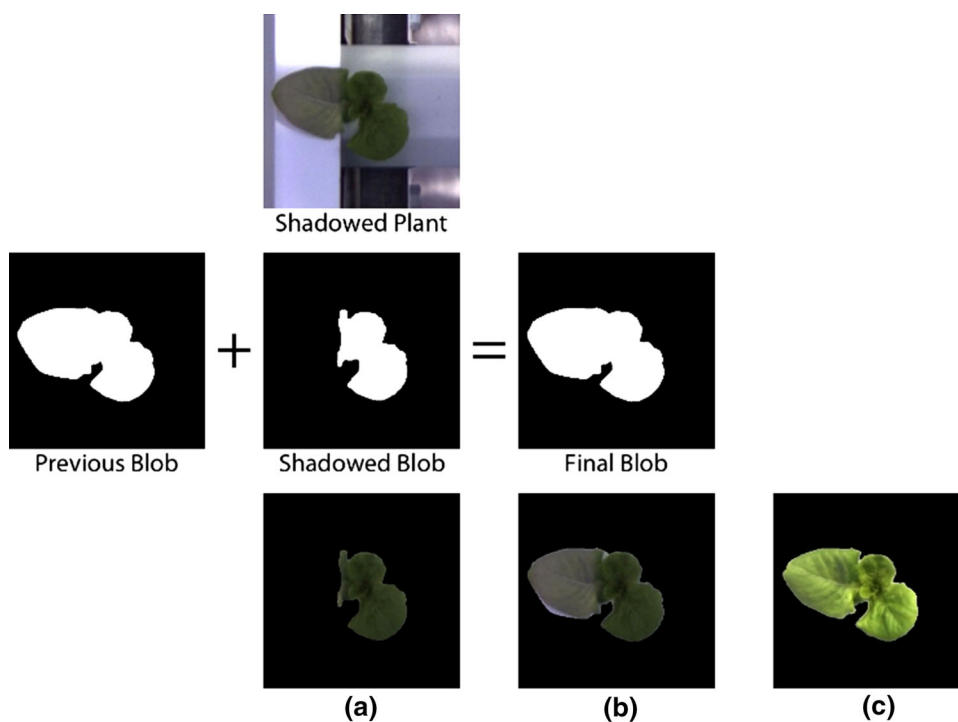 Shadowed Plant
+
=
Previous Blob
Shadowed Blob
Final Blob
(a)
(b)
(c)